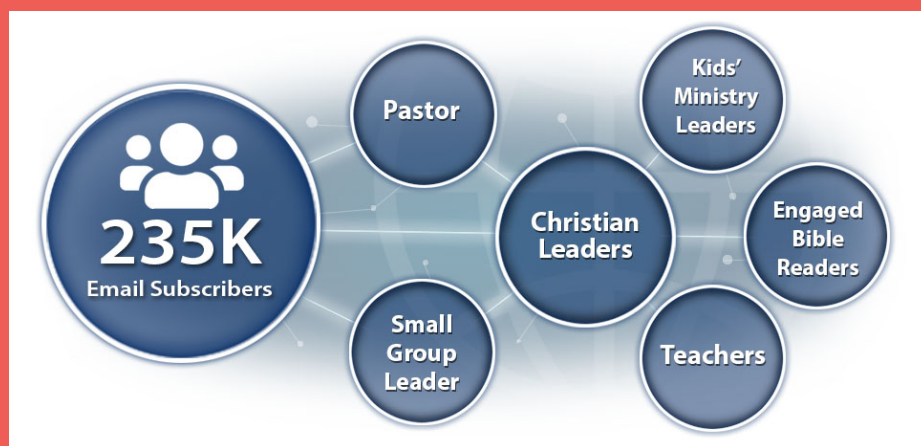 235K
Email Subscribers
Pastor
Small
Group
Leader
Christian
Leaders
Kids'
Ministry
Leaders
Engaged
Bible
Readers
Teachers